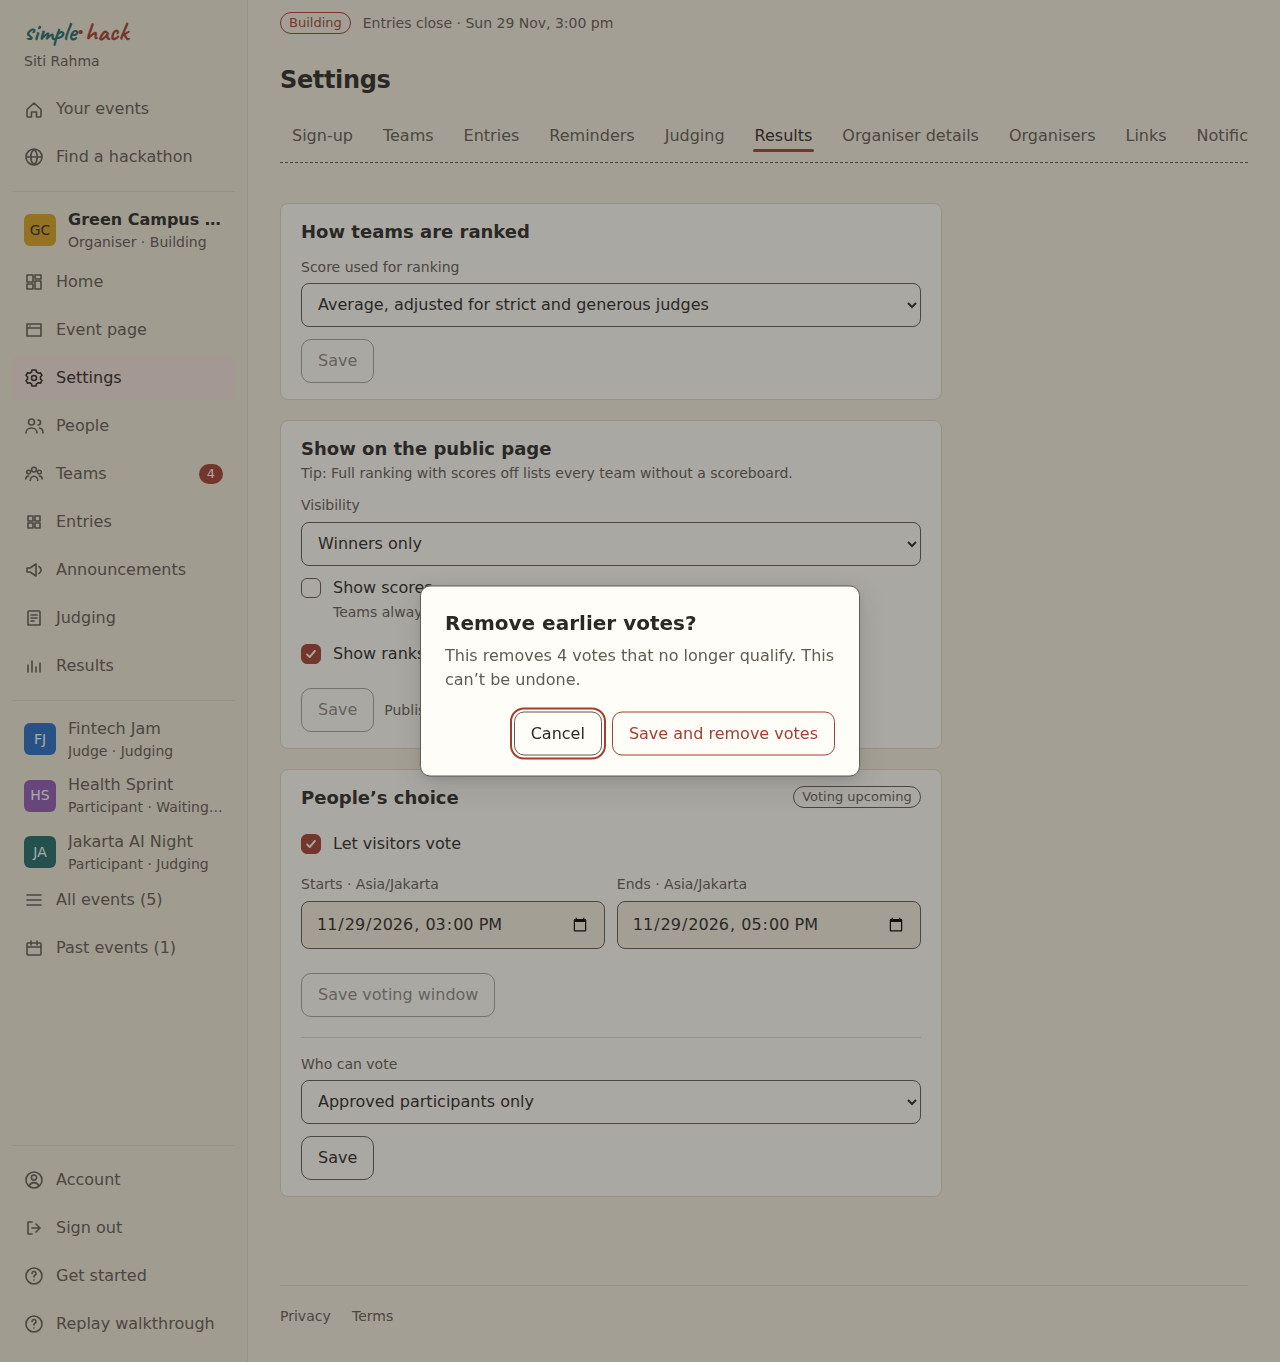 simple·hack
Siti Rahma
Your events
Find a hackathon
GC
Green Campus …
Organiser · Building
Home
Event page
Settings
People
Teams
4
Entries
Announcements
Judging
Results
FJ
Fintech Jam
Judge · Judging
HS
Health Sprint
Participant · Waiting…
JA
Jakarta AI Night
Participant · Judging
All events (5)
Past events (1)
Account
Sign out
Get started
Replay walkthrough
Building
Entries close · Sun 29 Nov, 3:00 pm
Settings
Sign-up Teams Entries Reminders Judging Results Organiser details Organisers Links Notific
How teams are ranked
Score used for ranking
Average, adjusted for strict and generous judges
Save
Show on the public page
Tip: Full ranking with scores off lists every team without a scoreboard.
Visibility
Winners only
Show scores
Teams alway
Show ranks
Save
Publis
Remove earlier votes?
This removes 4 votes that no longer qualify. This
can’t be undone.
Cancel
Save and remove votes
People’s choice
Voting upcoming
Let visitors vote
Starts · Asia/Jakarta
Ends · Asia/Jakarta
11/29/2026, 03:00 PM
11/29/2026, 05:00 PM
Save voting window
Who can vote
Approved participants only
Save
Privacy
Terms